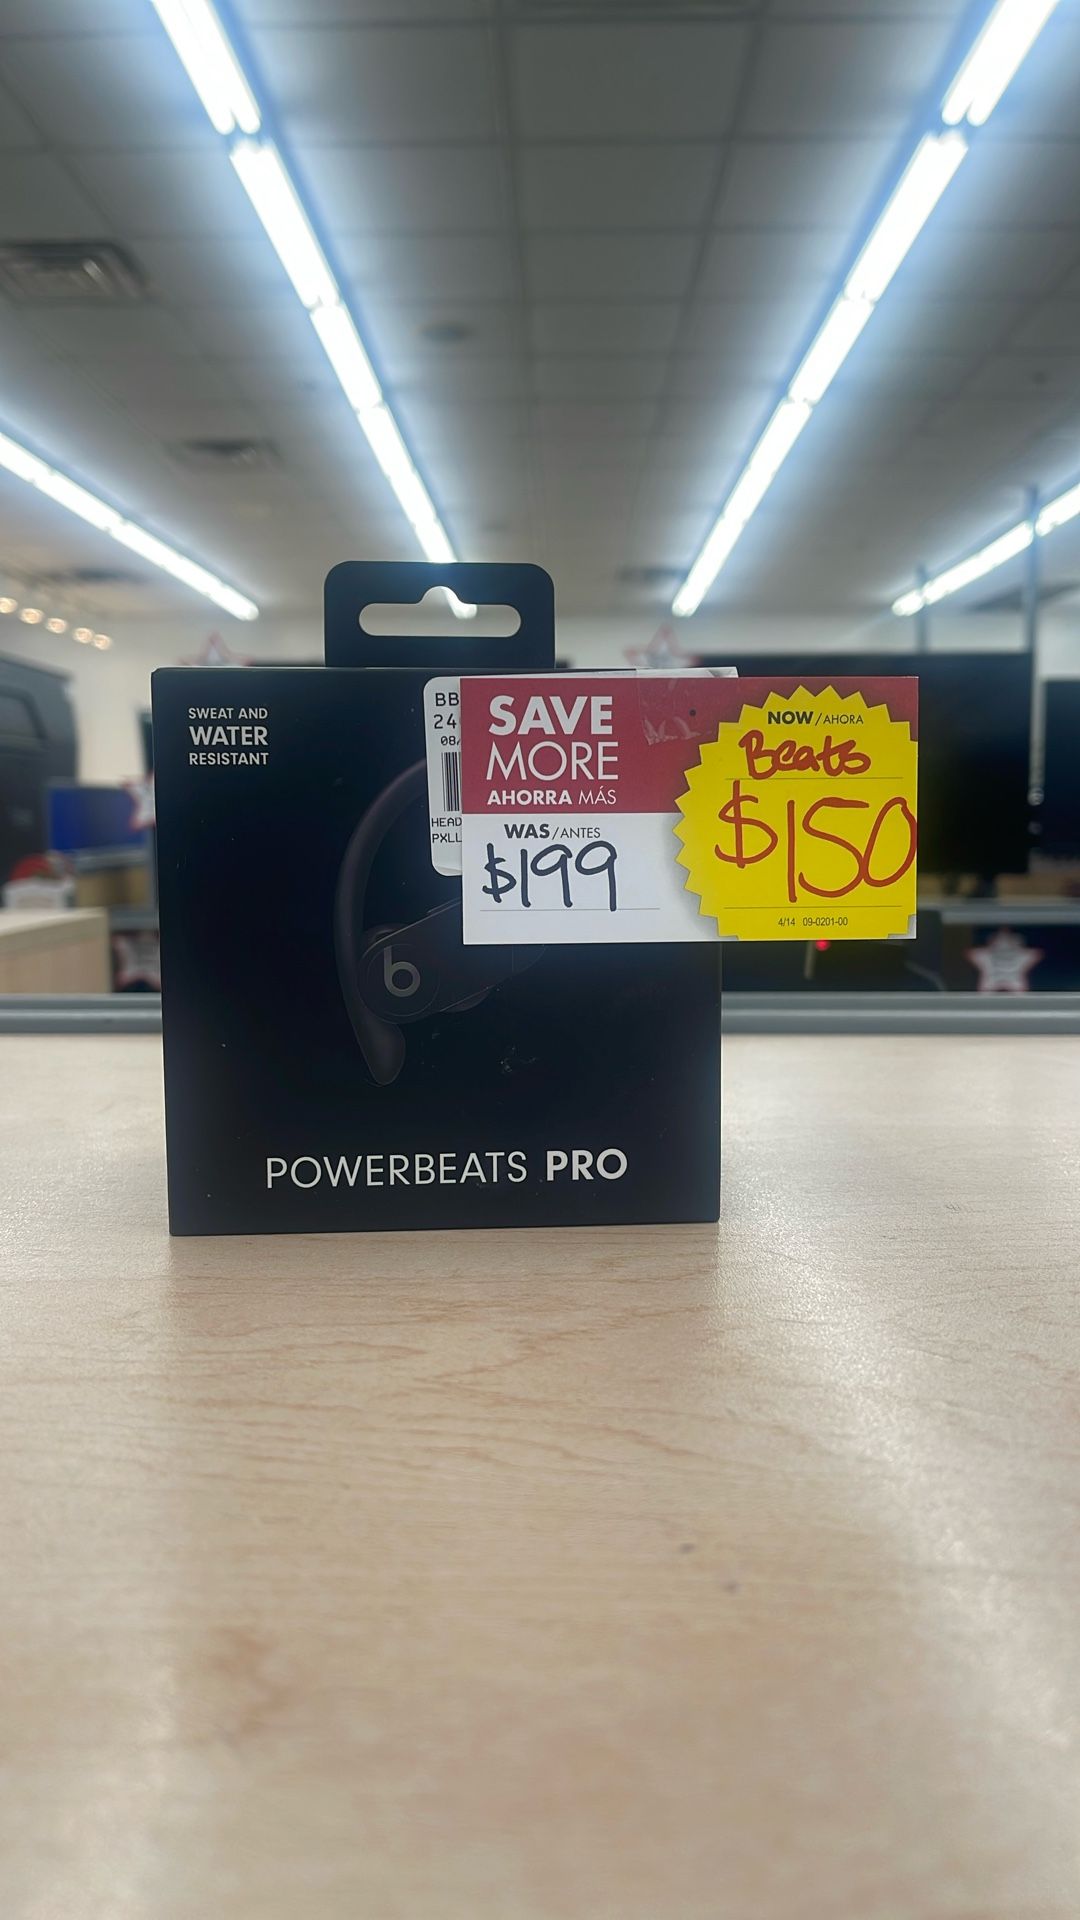 SWEAT AND
WATER
RESISTANT
BB
24
08/
HEAD
PXLL
SAVE
MORE
AHORRA MÁS
WAS/ANTES
$199
NOW/AHORA
Beats
$150
4/14 09-0201-00
b
POWERBEATS PRO